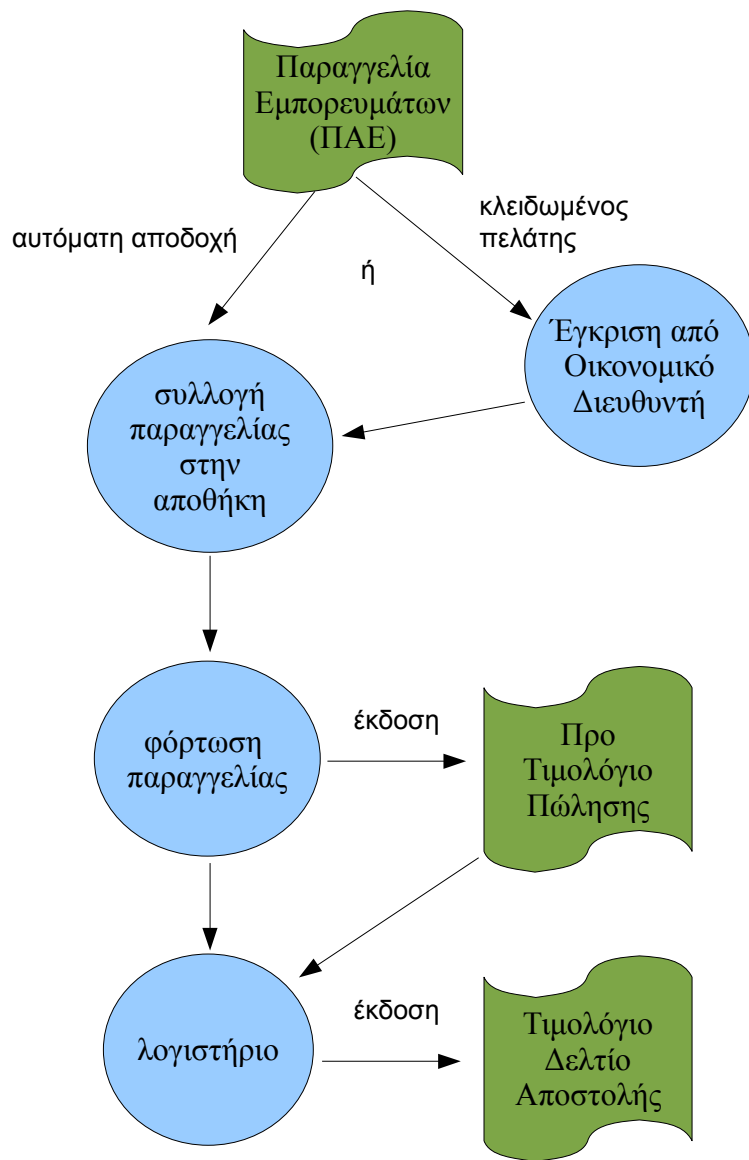 Παραγγελία
Εμπορευμάτων
(ΠΑΕ)
αυτόματη αποδοχή
ή
κλειδωμένος
πελάτης
Έγκριση από
Οικονομικό
Διευθυντή
συλλογή
παραγγελίας
στην
αποθήκη
φόρτωση
παραγγελίας
έκδοση
Προ
Τιμολόγιο
Πώλησης
λογιστήριο
έκδοση
Τιμολόγιο
Δελτίο
Αποστολής